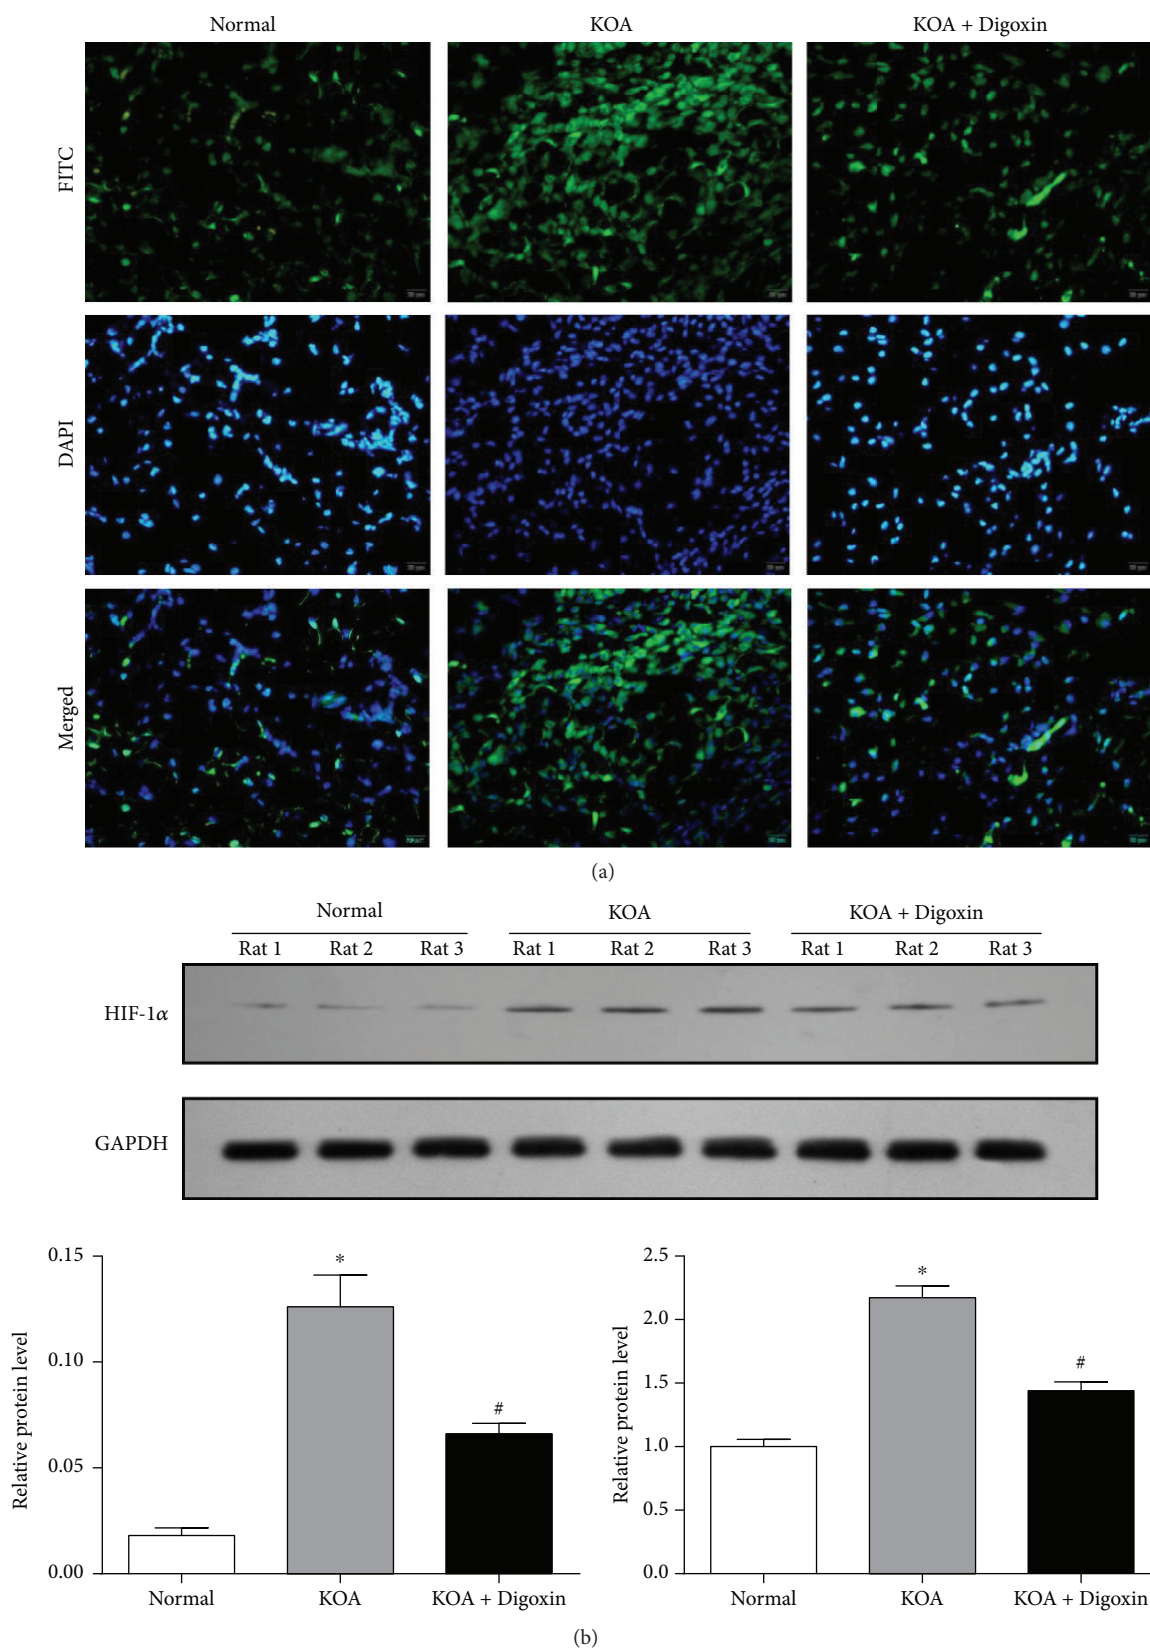 Normal KOA KOA + Digoxin
FITC
DAPI
Merged
(a)
Normal KOA KOA + Digoxin
Rat 1 Rat 2 Rat 3 Rat 1 Rat 2 Rat 3 Rat 1 Rat 2 Rat 3
HIF-1α
GAPDH
Relative protein level
0.15
0.10
0.05
0.00
*
#
Normal KOA KOA + Digoxin
Relative protein level
2.5
2.0
1.5
1.0
0.5
0.0
*
#
Normal KOA KOA + Digoxin
(b)